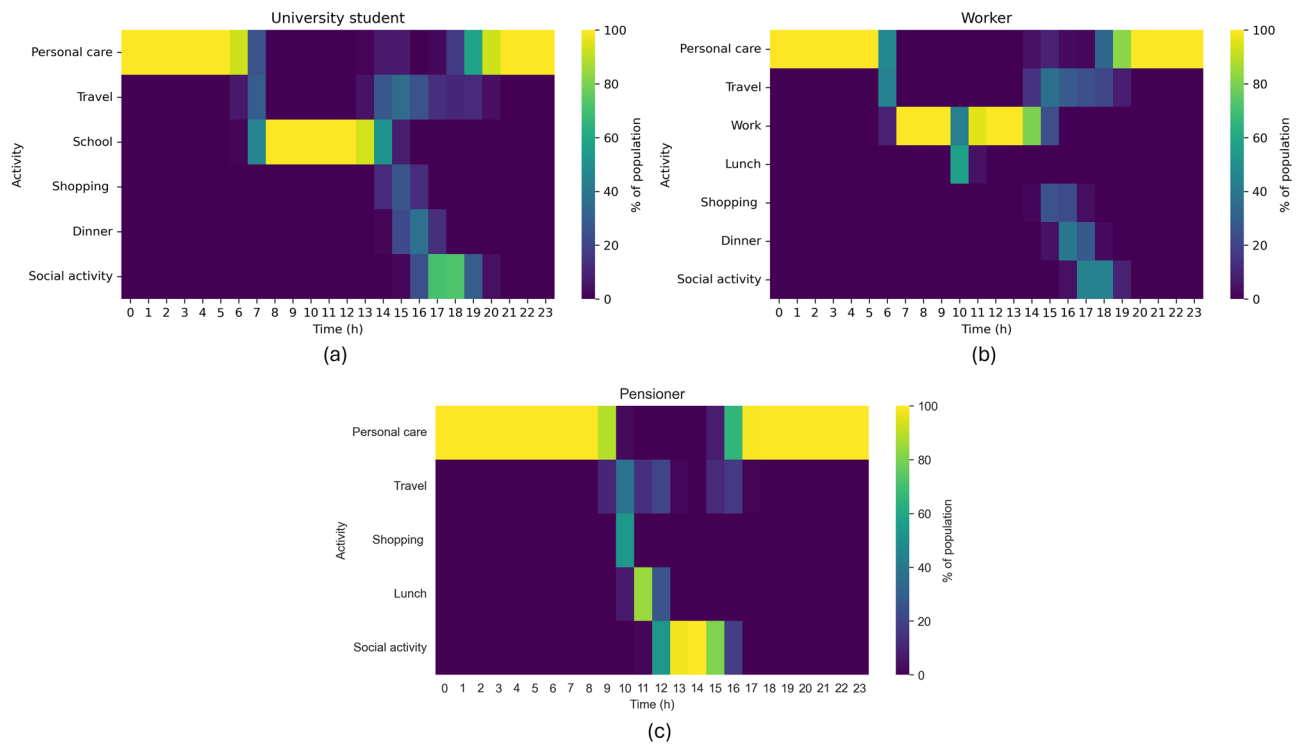 University student
Personal care
Travel
School
Shopping
Dinner
Social activity
Activity
0 1 2 3 4 5 6 7 8 9 10 11 12 13 14 15 16 17 18 19 20 21 22 23
Time (h)
100
80
60
40
20
0
% of population
(a)
Worker
Personal care
Travel
Work
Lunch
Shopping
Dinner
Social activity
Activity
0 1 2 3 4 5 6 7 8 9 10 11 12 13 14 15 16 17 18 19 20 21 22 23
Time (h)
100
80
60
40
20
0
% of population
(b)
Pensioner
Personal care
Travel
Shopping
Lunch
Social activity
Activity
0 1 2 3 4 5 6 7 8 9 10 11 12 13 14 15 16 17 18 19 20 21 22 23
Time (h)
100
80
60
40
20
0
% of population
(c)